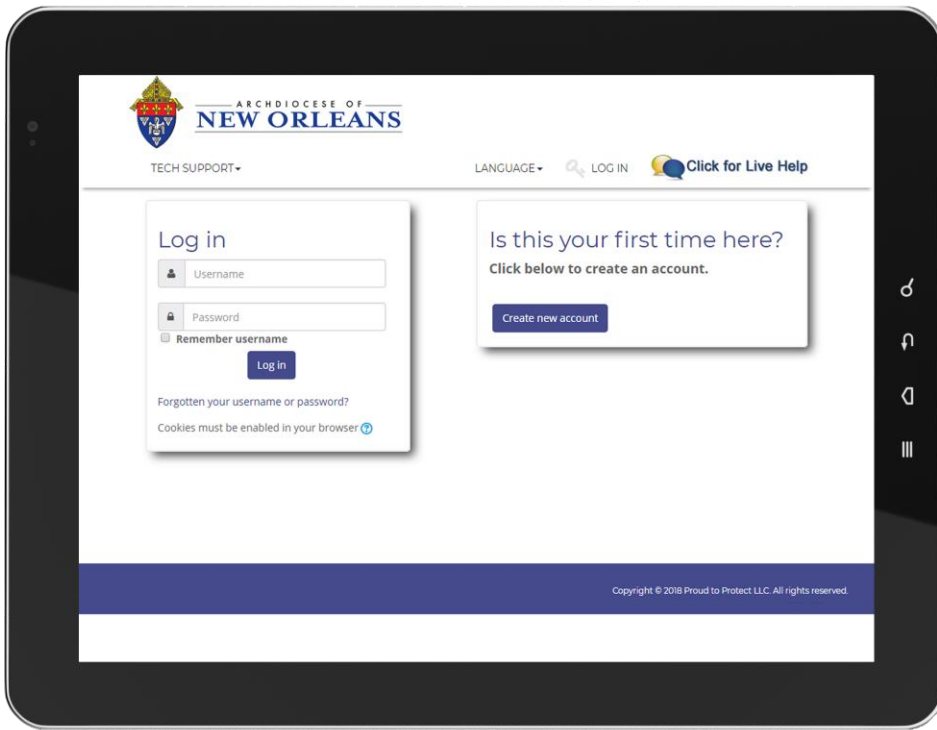 ARCHDIOCESE OF
NEW ORLEANS
TECH SUPPORT
LANGUAGE
LOG IN
Click for Live Help
Log in
Username
Password
Remember username
Log in
Forgotten your username or password?
Cookies must be enabled in your browser ?
Is this your first time here?
Click below to create an account.
Create new account
Copyright © 2018 Proud to Protect LLC. All rights reserved.